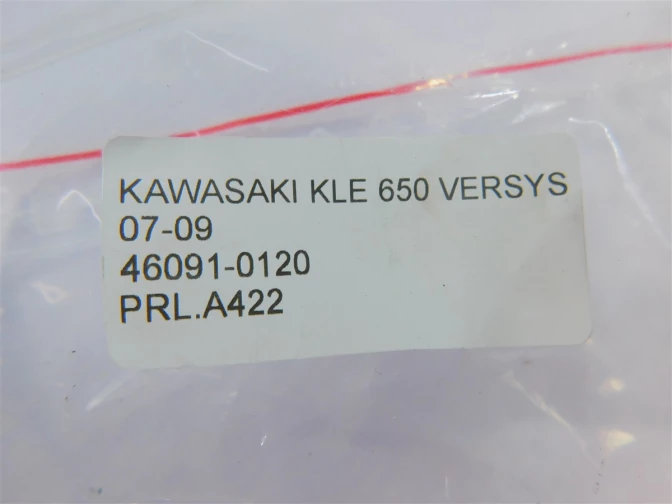 KAWASAKI KLE 650 VERSYS
07-09
46091-0120
PRL.A422